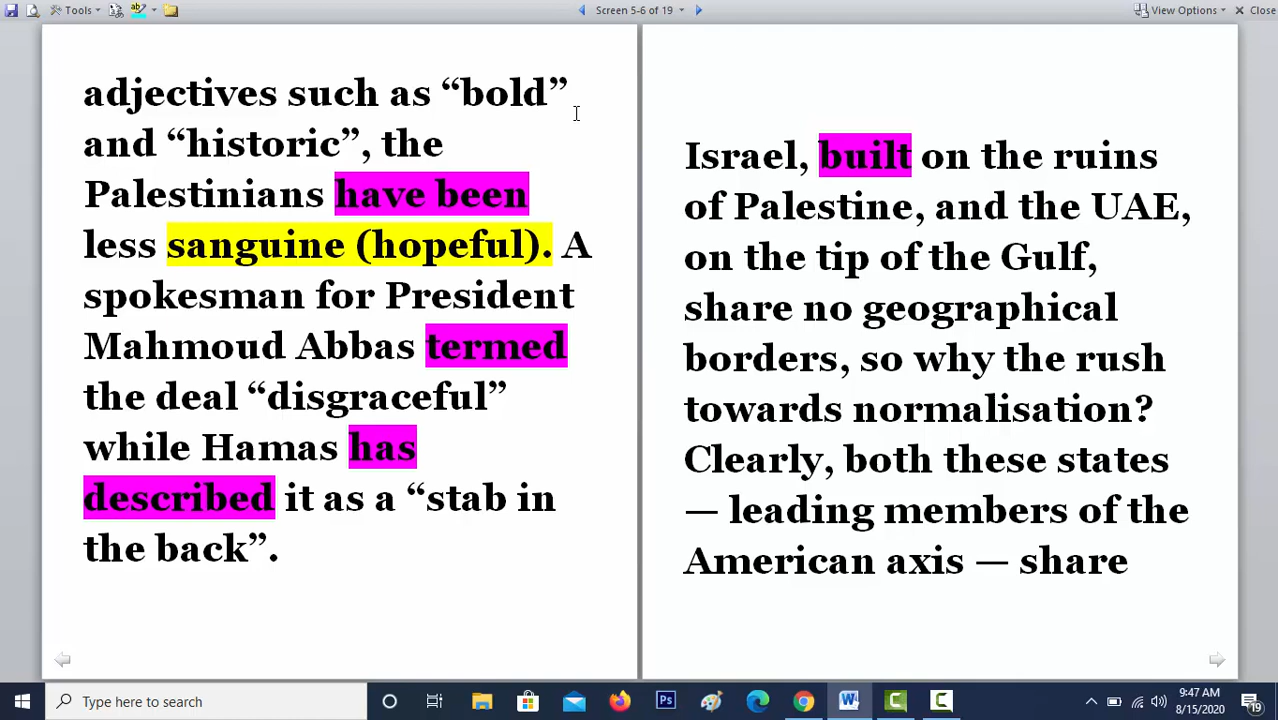 Tools
Screen 5-6 of 19
View Options
Close
adjectives such as “bold”
and “historic”, the
Palestinians have been
less sanguine (hopeful). A
spokesman for President
Mahmoud Abbas termed
the deal “disgraceful”
while Hamas has
described it as a “stab in
the back”.
Israel, built on the ruins
of Palestine, and the UAE,
on the tip of the Gulf,
share no geographical
borders, so why the rush
towards normalisation?
Clearly, both these states
— leading members of the
American axis — share
Type here to search
Ps
9:47 AM
8/15/2020
19